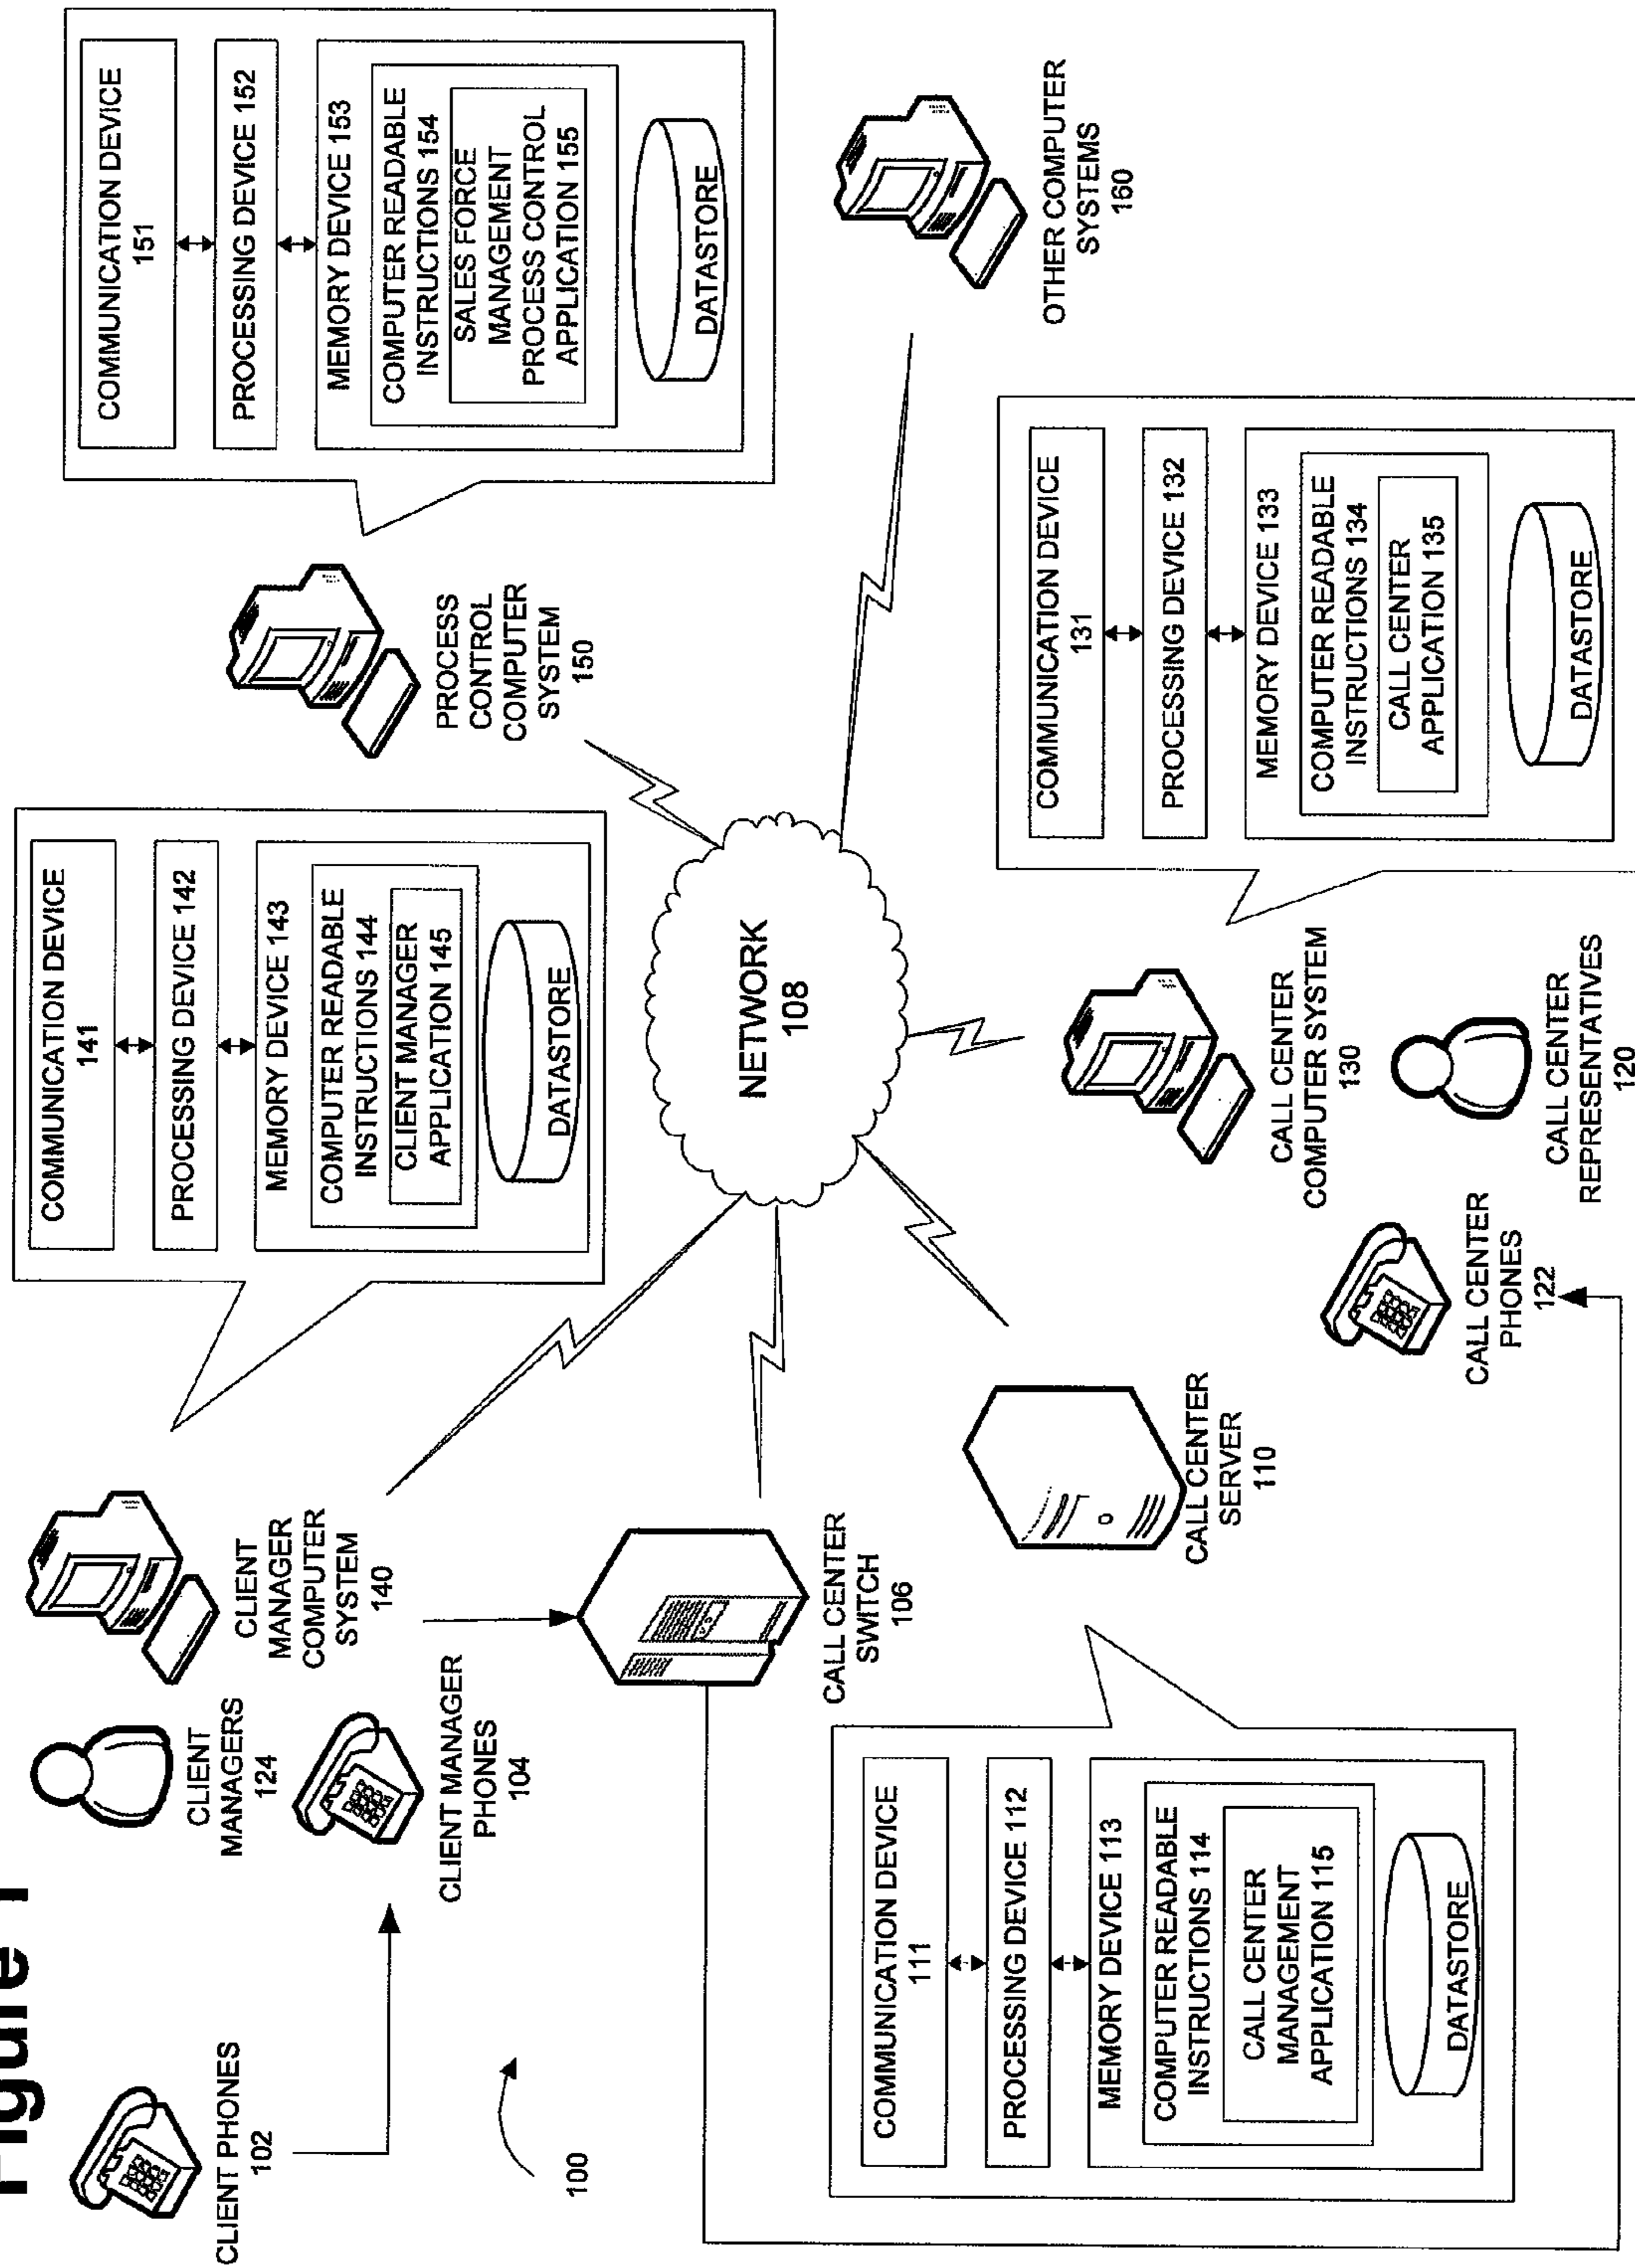 Figure 1
CLIENT PHONES
102
CLIENT
MANAGERS
124
CLIENT MANAGER
PHONES
104
CLIENT
MANAGER
COMPUTER
SYSTEM
140
COMMUNICATION DEVICE
141
PROCESSING DEVICE 142
MEMORY DEVICE 143
COMPUTER READABLE
INSTRUCTIONS 144
CLIENT MANAGER
APPLICATION 145
DATASTORE
PROCESS
CONTROL
COMPUTER
SYSTEM
150
COMMUNICATION DEVICE
151
PROCESSING DEVICE 152
MEMORY DEVICE 153
COMPUTER READABLE
INSTRUCTIONS 154
SALES FORCE
MANAGEMENT
PROCESS CONTROL
APPLICATION 155
DATASTORE
100
CALL CENTER
SWITCH
106
NETWORK
108
OTHER COMPUTER
SYSTEMS
160
COMMUNICATION DEVICE
111
PROCESSING DEVICE 112
MEMORY DEVICE 113
COMPUTER READABLE
INSTRUCTIONS 114
CALL CENTER
MANAGEMENT
APPLICATION 115
DATASTORE
CALL CENTER
SERVER
110
CALL CENTER
PHONES
122
CALL CENTER
COMPUTER SYSTEM
130
CALL CENTER
REPRESENTATIVES
120
COMMUNICATION DEVICE
131
PROCESSING DEVICE 132
MEMORY DEVICE 133
COMPUTER READABLE
INSTRUCTIONS 134
CALL CENTER
APPLICATION 135
DATASTORE